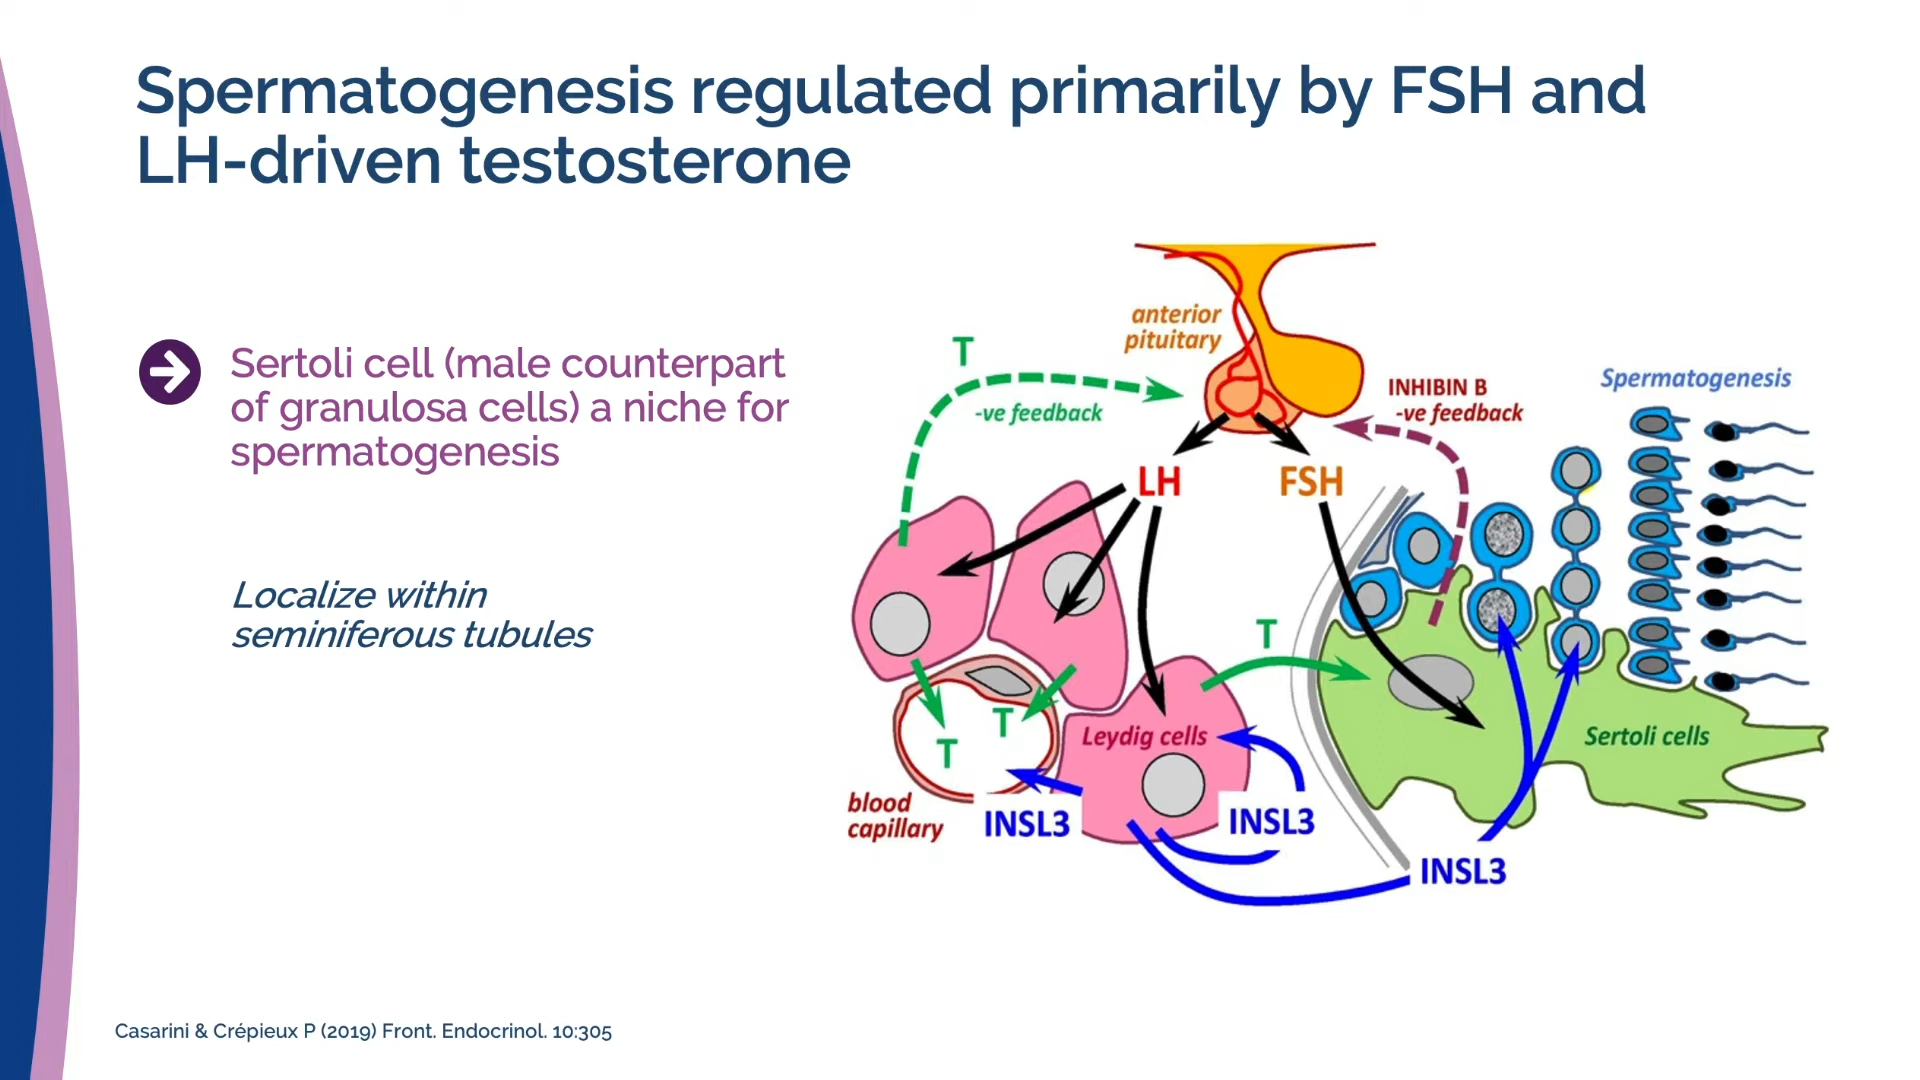 Spermatogenesis regulated primarily by FSH and
LH-driven testosterone
Sertoli cell (male counterpart
of granulosa cells) a niche for
spermatogenesis
Localize within
seminiferous tubules
anterior
pituitary
T
-ve feedback
INHIBIN B
-ve feedback
Spermatogenesis
LH
FSH
T
T
T
Leydig cells
Sertoli cells
blood
capillary
INSL3
INSL3
INSL3
Casarini & Crépieux P (2019) Front. Endocrinol. 10:305